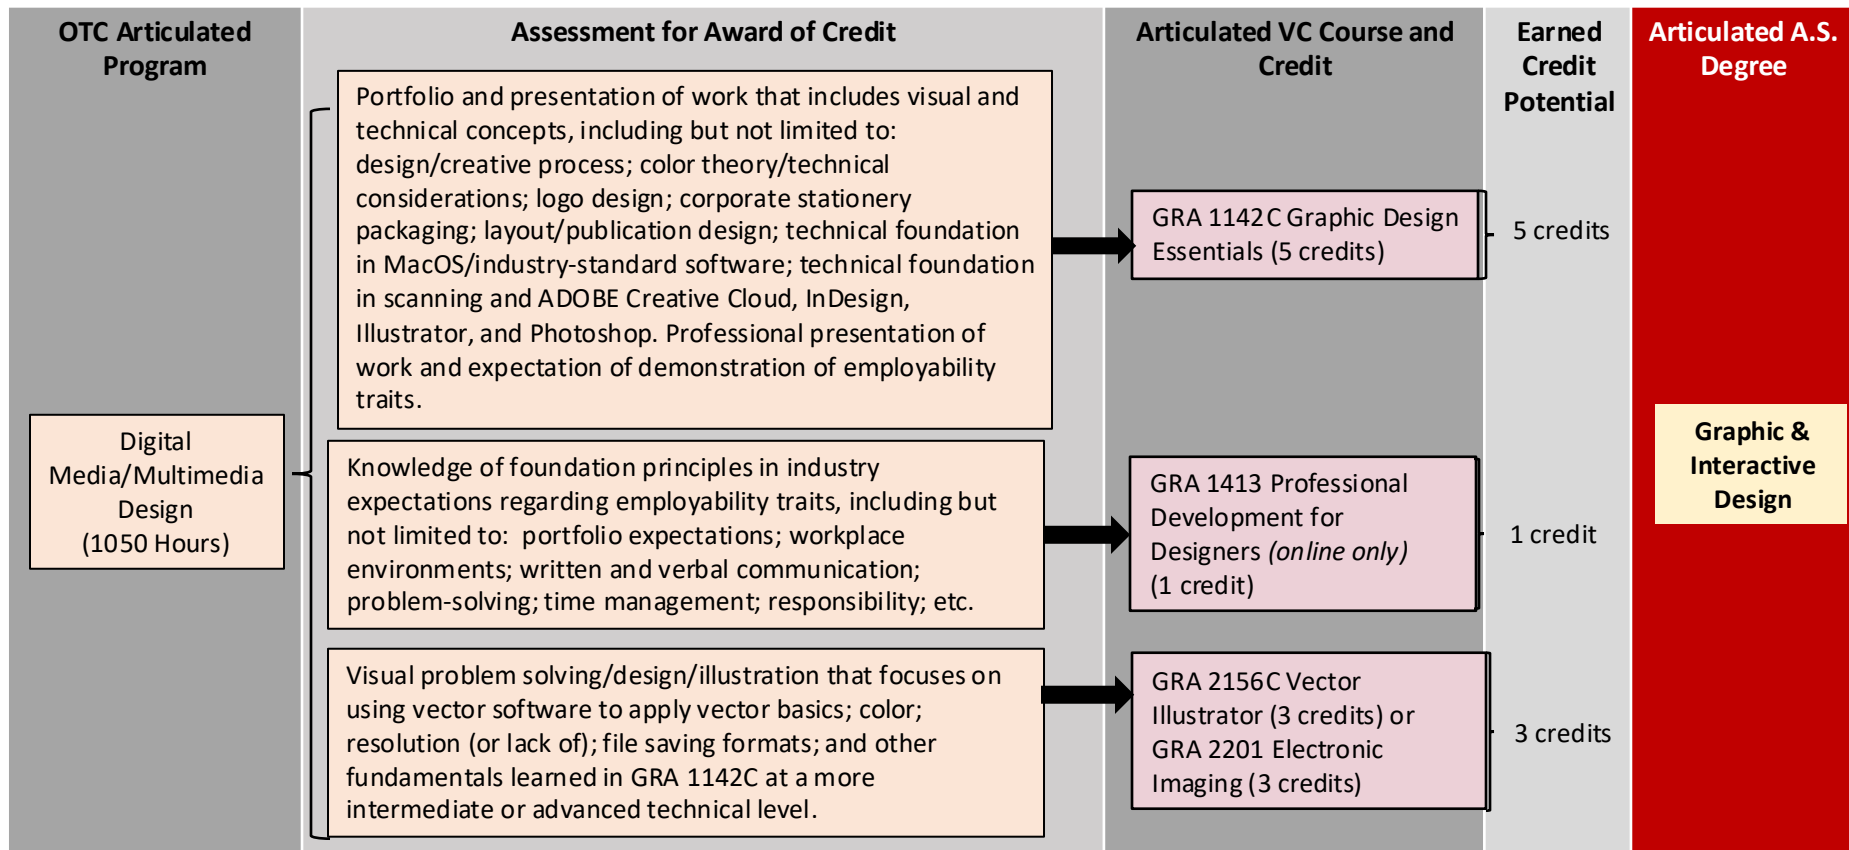 OTC Articulated
Program
Assessment for Award of Credit
Articulated VC Course and
Credit
Earned
Credit
Potential
Articulated A.S.
Degree
Digital
Media/Multimedia
Design
(1050 Hours)
Portfolio and presentation of work that includes visual and
technical concepts, including but not limited to:
design/creative process; color theory/technical
considerations; logo design; corporate stationery
packaging; layout/publication design; technical foundation
in MacOS/industry-standard software; technical foundation
in scanning and ADOBE Creative Cloud, InDesign,
Illustrator, and Photoshop. Professional presentation of
work and expectation of demonstration of employability
traits.
GRA 1142C Graphic Design
Essentials (5 credits)
5 credits
Knowledge of foundation principles in industry
expectations regarding employability traits, including but
not limited to:  portfolio expectations; workplace
environments; written and verbal communication;
problem-solving; time management; responsibility; etc.
GRA 1413 Professional
Development for
Designers (online only)
(1 credit)
1 credit
Visual problem solving/design/illustration that focuses on
using vector software to apply vector basics; color;
resolution (or lack of); file saving formats; and other
fundamentals learned in GRA 1142C at a more
intermediate or advanced technical level.
GRA 2156C Vector
Illustrator (3 credits) or
GRA 2201 Electronic
Imaging (3 credits)
3 credits
Graphic &
Interactive
Design